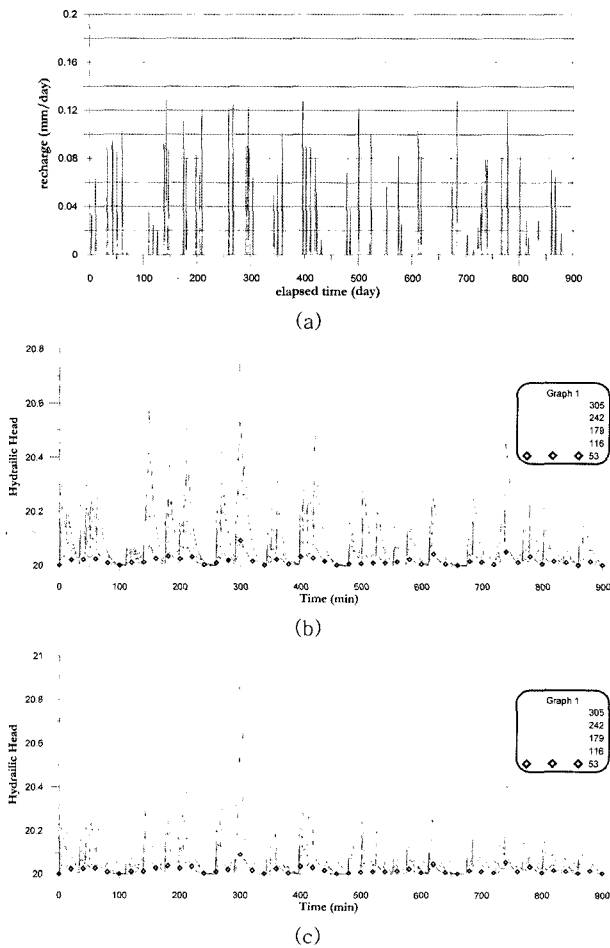 0.2
0.16
0.12
0.08
0.04
0
recharge (mm/day)
0 100 200 300 400 500 600 700 800 900
elapsed time (day)
(a)
20.8
20.6
20.4
20.2
20
Hydrailic Head
Graph 1
305
242
179
116
53
0 100 200 300 400 500 600 700 800 900
Time (min)
(b)
21
20.8
20.6
20.4
20.2
20
Hydrailic Head
Graph 1
305
242
179
116
53
0 100 200 300 400 500 600 700 800 900
Time (min)
(c)